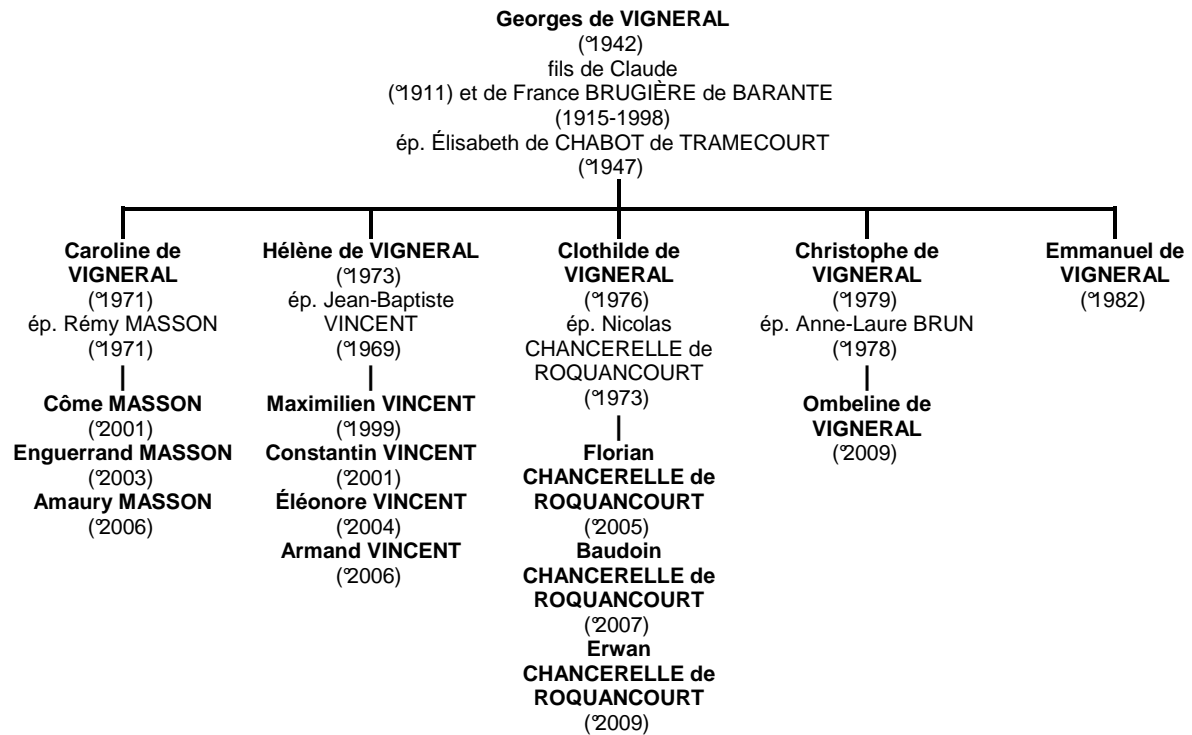 Georges de VIGNERAL
(°1942)
fils de Claude
(°1911) et de France BRUGIÈRE de BARANTE
(1915-1998)
ép. Élisabeth de CHABOT de TRAMECOURT
(°1947)
Caroline de
VIGNERAL
(°1971)
ép. Rémy MASSON
(°1971)
Côme MASSON
(°2001)
Enguerrand MASSON
(°2003)
Amaury MASSON
(°2006)
Hélène de VIGNERAL
(°1973)
ép. Jean-Baptiste
VINCENT
(°1969)
Maximilien VINCENT
(°1999)
Constantin VINCENT
(°2001)
Éléonore VINCENT
(°2004)
Armand VINCENT
(°2006)
Clothilde de
VIGNERAL
(°1976)
ép. Nicolas
CHANCERELLE de
ROQUANCOURT
(°1973)
Florian
CHANCERELLE de
ROQUANCOURT
(°2005)
Baudoin
CHANCERELLE de
ROQUANCOURT
(°2007)
Erwan
CHANCERELLE de
ROQUANCOURT
(°2009)
Christophe de
VIGNERAL
(°1979)
ép. Anne-Laure BRUN
(°1978)
Ombeline de
VIGNERAL
(°2009)
Emmanuel de
VIGNERAL
(°1982)